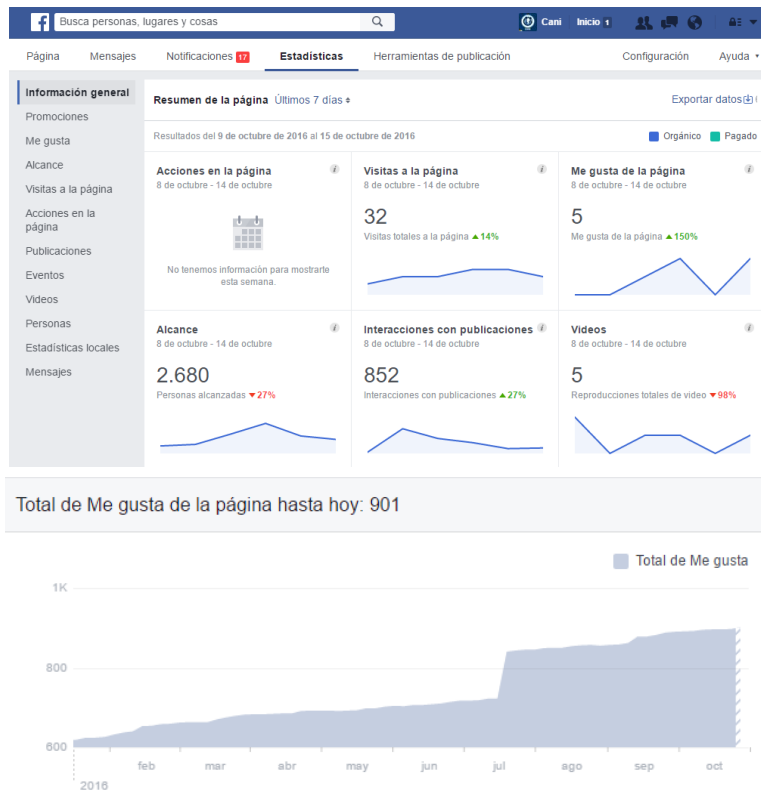 Busca personas, lugares y cosas
Cani Inicio 1
Página Mensajes Notificaciones 17 Estadísticas Herramientas de publicación Configuración Ayuda
Información general
Promociones
Me gusta
Alcance
Visitas a la página
Acciones en la
página
Publicaciones
Eventos
Videos
Personas
Estadísticas locales
Mensajes
Resumen de la página Últimos 7 días Exportar datos
Resultados del 9 de octubre de 2016 al 15 de octubre de 2016 Orgánico Pagado
Acciones en la página i
8 de octubre - 14 de octubre
No tenemos información para mostrarte
esta semana.
Visitas a la página i
8 de octubre - 14 de octubre
32
Visitas totales a la página ▲14%
Me gusta de la página i
8 de octubre - 14 de octubre
5
Me gusta de la página ▲150%
Alcance i
8 de octubre - 14 de octubre
2.680
Personas alcanzadas ▼27%
Interacciones con publicaciones i
8 de octubre - 14 de octubre
852
Interacciones con publicaciones ▲27%
Videos i
8 de octubre - 14 de octubre
5
Reproducciones totales de video ▼98%
Total de Me gusta de la página hasta hoy: 901
Total de Me gusta
1K
800
600
feb mar abr may jun jul ago sep oct
2016